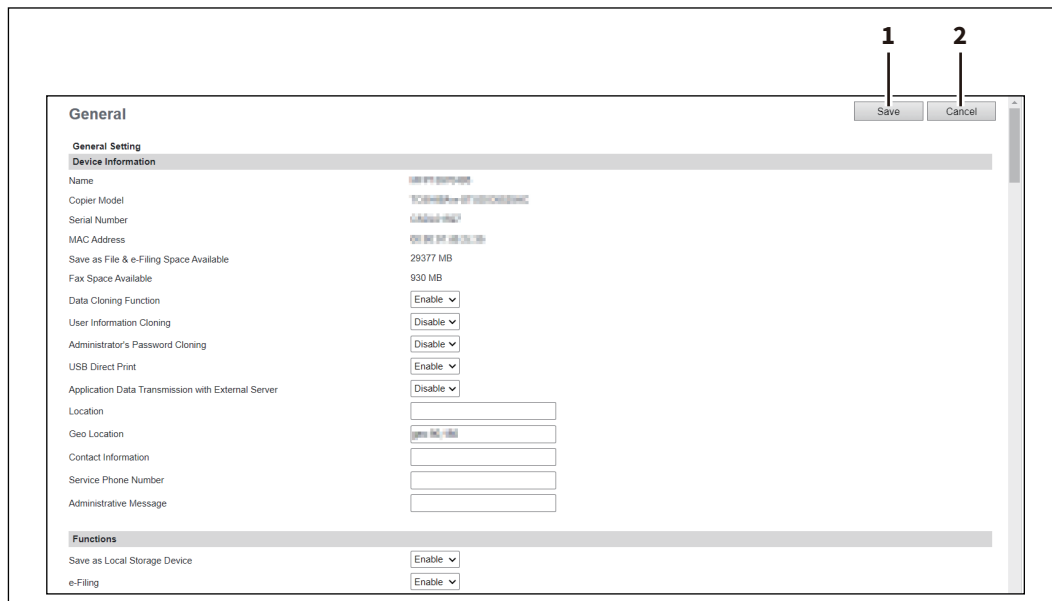 1 2
General Save Cancel
General Setting
Device Information
Name
Copier Model
Serial Number
MAC Address
Save as File & e-Filing Space Available 29377 MB
Fax Space Available 930 MB
Data Cloning Function Enable
User Information Cloning Disable
Administrator's Password Cloning Disable
USB Direct Print Enable
Application Data Transmission with External Server Disable
Location
Geo Location
Contact Information
Service Phone Number
Administrative Message
Functions
Save as Local Storage Device Enable
e-Filing Enable